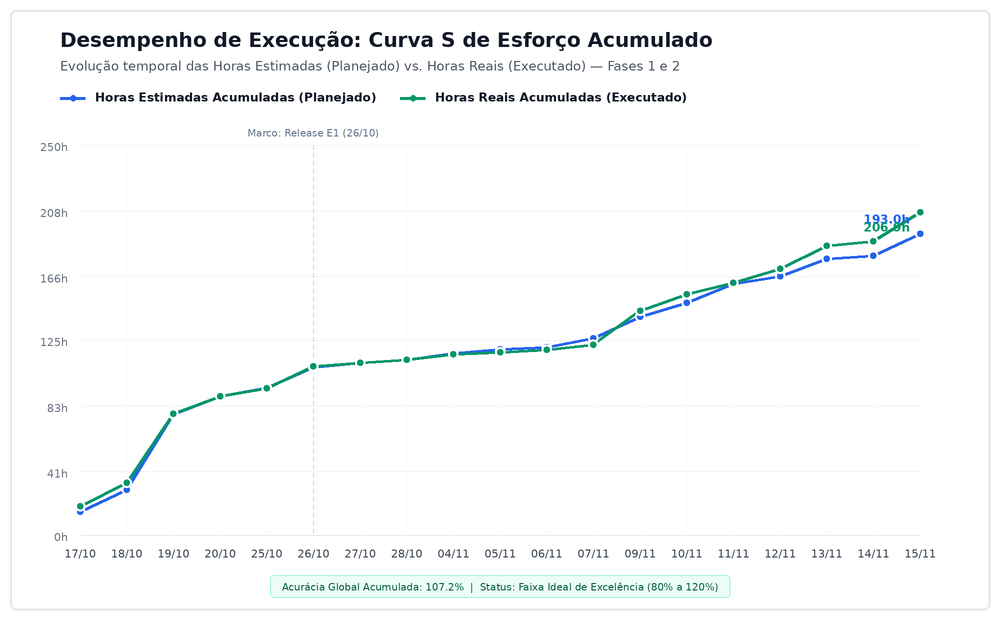 Desempenho de Execução: Curva S de Esforço Acumulado
Evolução temporal das Horas Estimadas (Planejado) vs. Horas Reais (Executado) — Fases 1 e 2
Horas Estimadas Acumuladas (Planejado) Horas Reais Acumuladas (Executado)
Marco: Release E1 (26/10)
250h
208h
193.0h
206.9h
166h
125h
83h
41h
0h
17/10 18/10 19/10 20/10 25/10 26/10 27/10 28/10 04/11 05/11 06/11 07/11 09/11 10/11 11/11 12/11 13/11 14/11 15/11
Acurácia Global Acumulada: 107.2% | Status: Faixa Ideal de Excelência (80% a 120%)